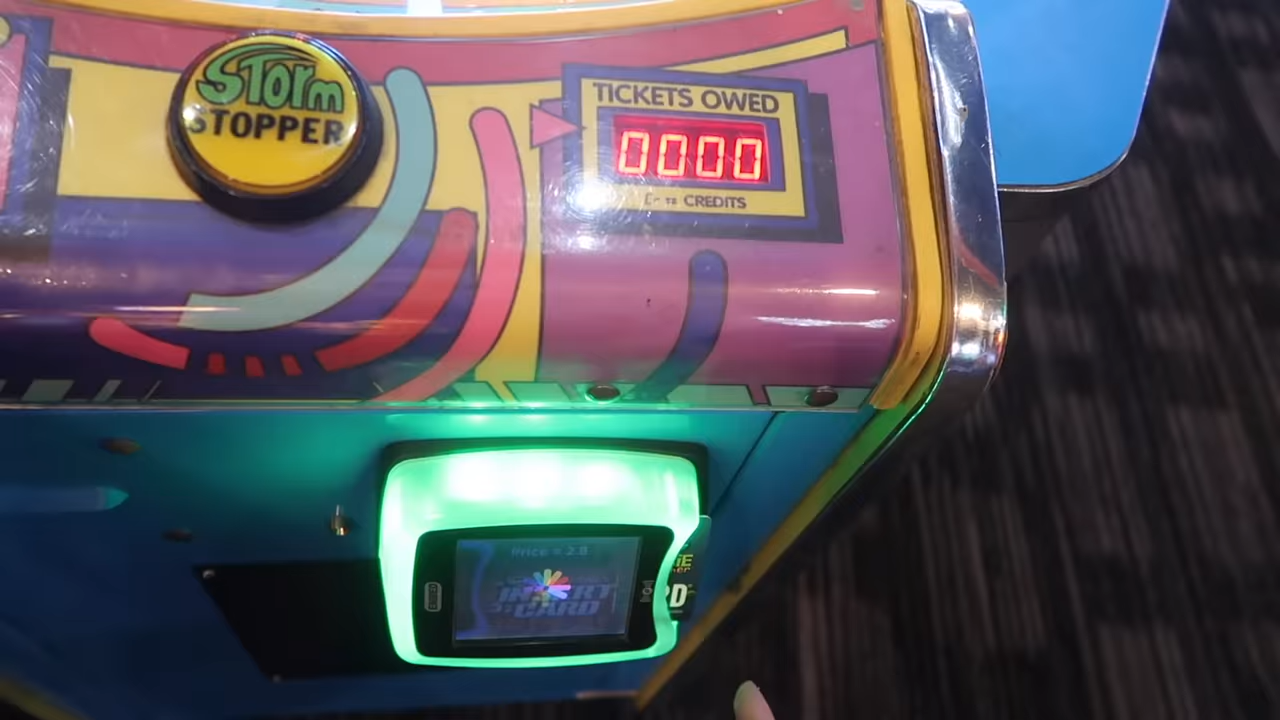 STORM
STOPPER
TICKETS OWED
0000
CREDITS
Price = 2.8
INSERT
CARD